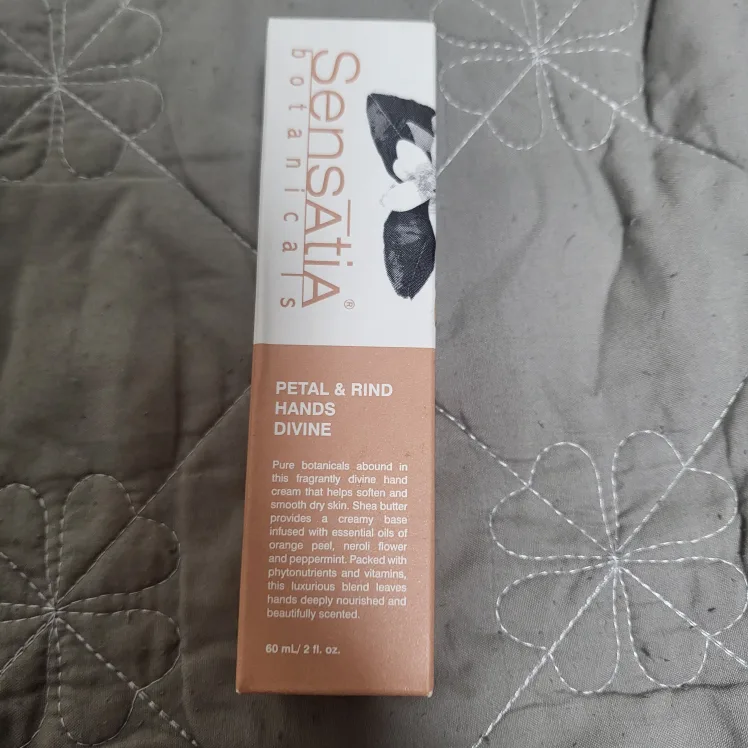 SensĀtiA®
botanicals
PETAL & RIND
HANDS
DIVINE
Pure botanicals abound in
this fragrantly divine hand
cream that helps soften and
smooth dry skin. Shea butter
provides a creamy base
infused with essential oils of
orange peel, neroli flower
and peppermint. Packed with
phytonutrients and vitamins,
this luxurious blend leaves
hands deeply nourished and
beautifully scented.
60 mL/ 2 fl. oz.